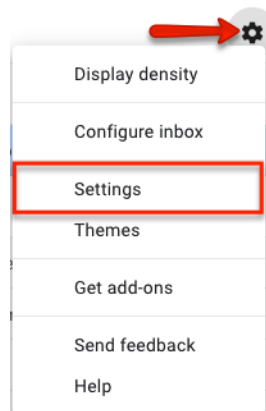 Display density
Configure inbox
Settings
Themes
Get add-ons
Send feedback
Help